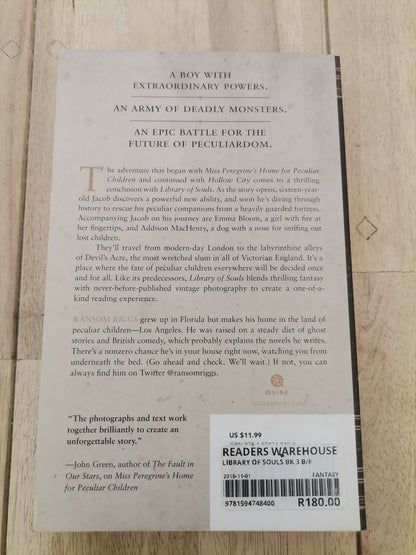 A BOY WITH
EXTRAORDINARY POWERS.
AN ARMY OF DEADLY MONSTERS.
AN EPIC BATTLE FOR THE
FUTURE OF PECULIARDOM.
The adventure that began with Miss Peregrine's Home for Peculiar
Children and continued with Hollow City comes to a thrilling
conclusion with Library of Souls. As the story opens, sixteen-year-
old Jacob discovers a powerful new ability, and soon he's diving through
history to rescue his peculiar companions from a heavily guarded fortress.
Accompanying Jacob on his journey are Emma Bloom, a girl with fire at
her fingertips, and Addison MacHenry, a dog with a nose for sniffing out
lost children.
They'll travel from modern-day London to the labyrinthine alleys
of Devil's Acre, the most wretched slum in all of Victorian England. It's a
place where the fate of peculiar children everywhere will be decided once
and for all. Like its predecessors, Library of Souls blends thrilling fantasy
with never-before-published vintage photography to create a one-of-a-
kind reading experience.
RANSOM RIGGS grew up in Florida but makes his home in the land of
peculiar children—Los Angeles. He was raised on a steady diet of ghost
stories and British comedy, which probably explains the novels he writes.
There's a nonzero chance he's in your house right now, watching you from
underneath the bed. (Go ahead and check. We'll wait.) If not, you can
always find him on Twitter @ransomriggs.
QUIRK
QUIRKBOOKS.COM
"The photographs and text work
together brilliantly to create an
unforgettable story."
—John Green, author of The Fault in
Our Stars, on Miss Peregrine's Home
for Peculiar Children
US $11.99
READERS WAREHOUSE
LIBRARY OF SOULS BK 3 B/F
2016-11-01
FANTASY
9781594748400
R180.00